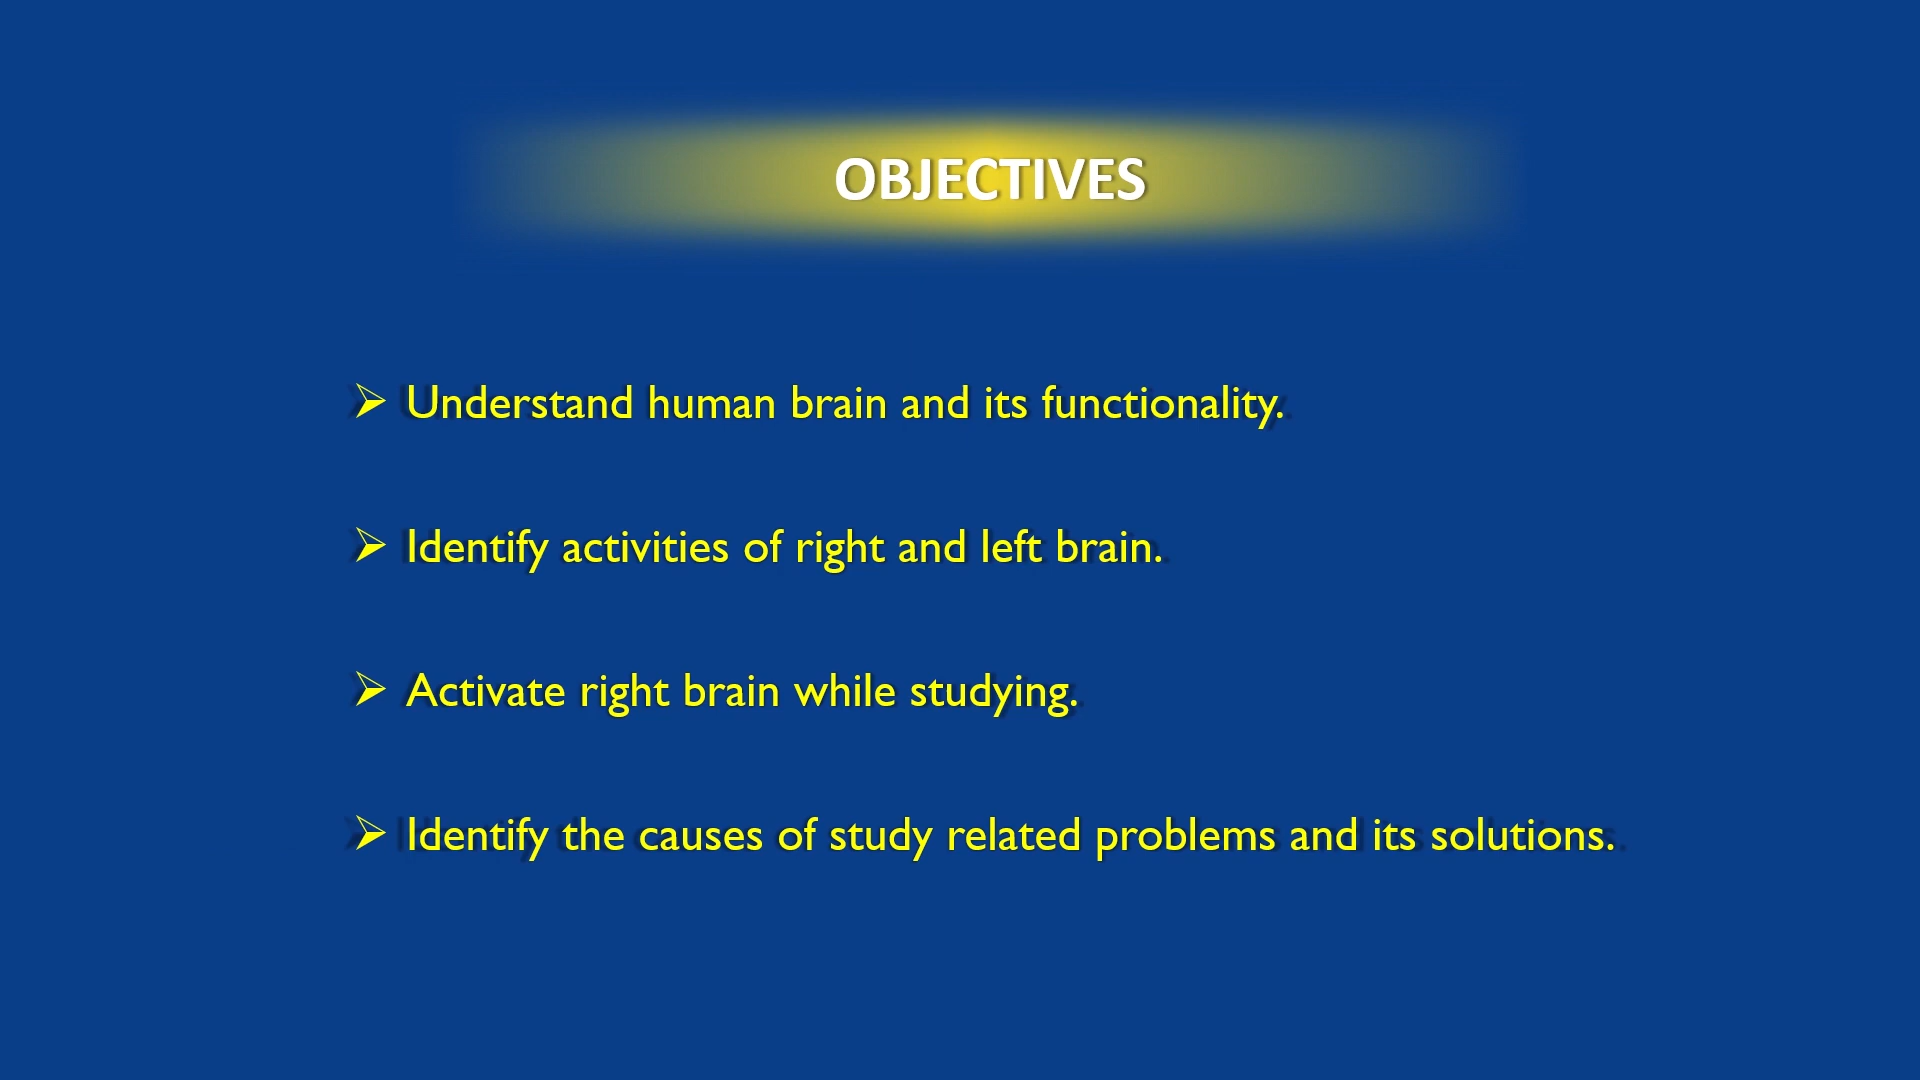 OBJECTIVES
➢ Understand human brain and its functionality.
➢ Identify activities of right and left brain.
➢ Activate right brain while studying.
➢ Identify the causes of study related problems and its solutions.